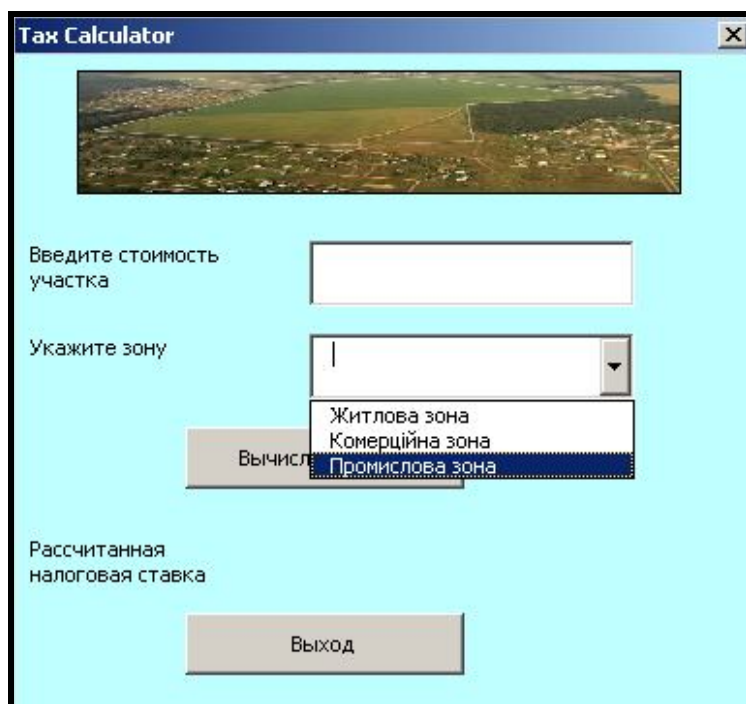 Tax Calculator
Введите стоимость
участка
Укажите зону
Житлова зона
Комерційна зона
Промислова зона
Рассчитанная
налоговая ставка
Выход